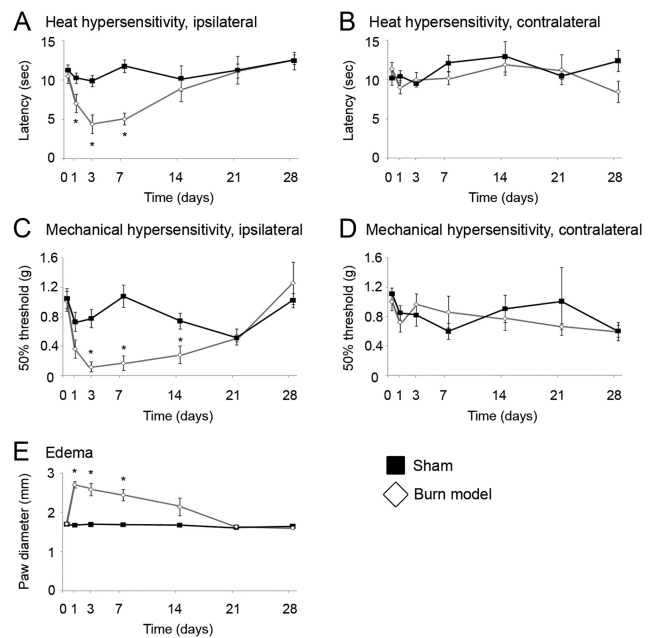 A Heat hypersensitivity, ipsilateral
Latency (sec)
15
10
5
0
0 1 3 7 14 21 28
* * *
Time (days)
B Heat hypersensitivity, contralateral
Latency (sec)
15
10
5
0
0 1 3 7 14 21 28
Time (days)
C Mechanical hypersensitivity, ipsilateral
50% threshold (g)
1.6
1.2
0.8
0.4
0
* * *
0 1 3 7 14 21 28
Time (days)
D Mechanical hypersensitivity, contralateral
50% threshold (g)
1.6
1.2
0.8
0.4
0
0 1 3 7 14 21 28
Time (days)
E Edema
Paw diameter (mm)
3
2
1
0
* * *
0 1 3 7 14 21 28
Time (days)
Sham
Burn model